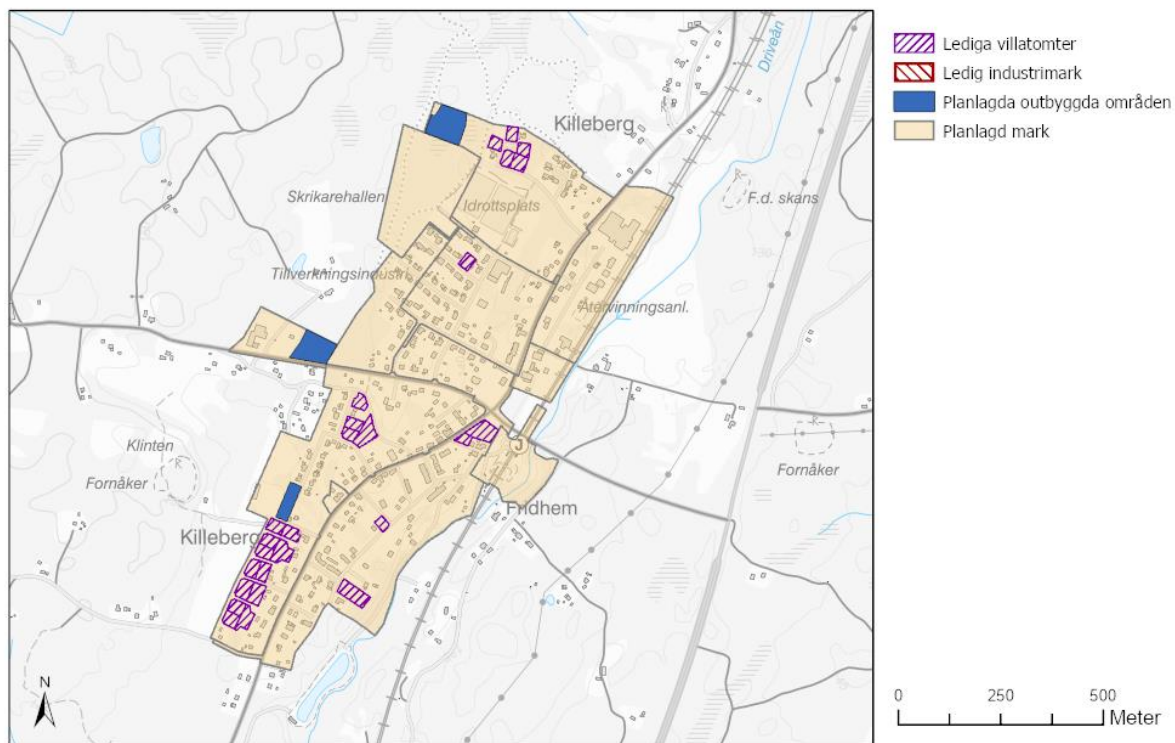 Lediga villatomter
Ledig industrimark
Planlagda outbyggda områden
Planlagd mark
Driveån
Killeberg
Skrikarehallen
Idrottsplats
F.d. skans
Tillverkningsindustri
Återvinningsanl.
Klinten
Fornåker
Fornåker
Killeberg
Fridhem
N
0 250 500
Meter